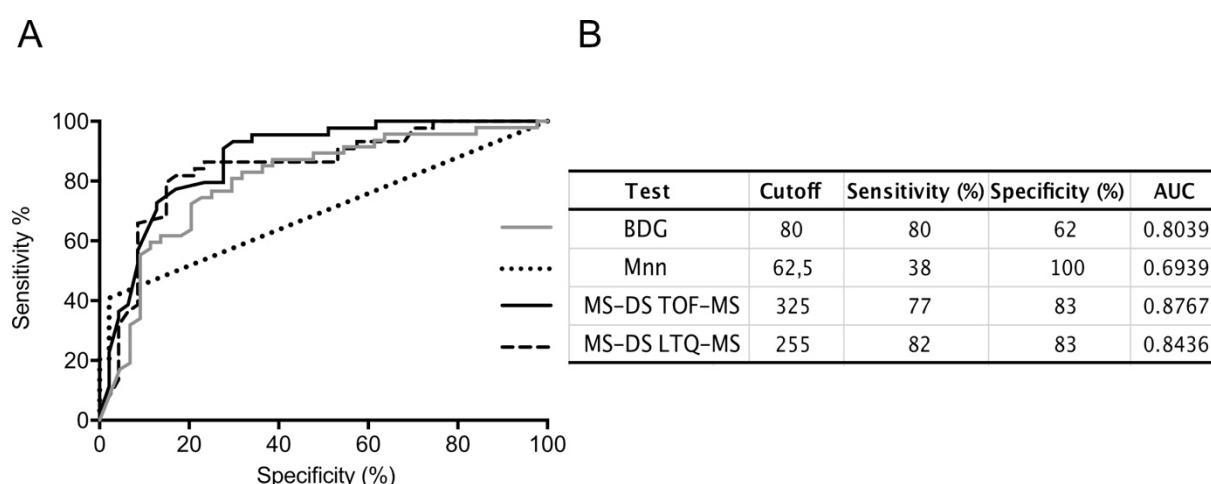 A
B
100
80
60
40
20
0
Sensitivity %
0 20 40 60 80 100
Specificity (%)
Test Cutoff Sensitivity (%) Specificity (%) AUC
BDG 80 80 62 0.8039
Mnn 62,5 38 100 0.6939
MS-DS TOF-MS 325 77 83 0.8767
MS-DS LTQ-MS 255 82 83 0.8436